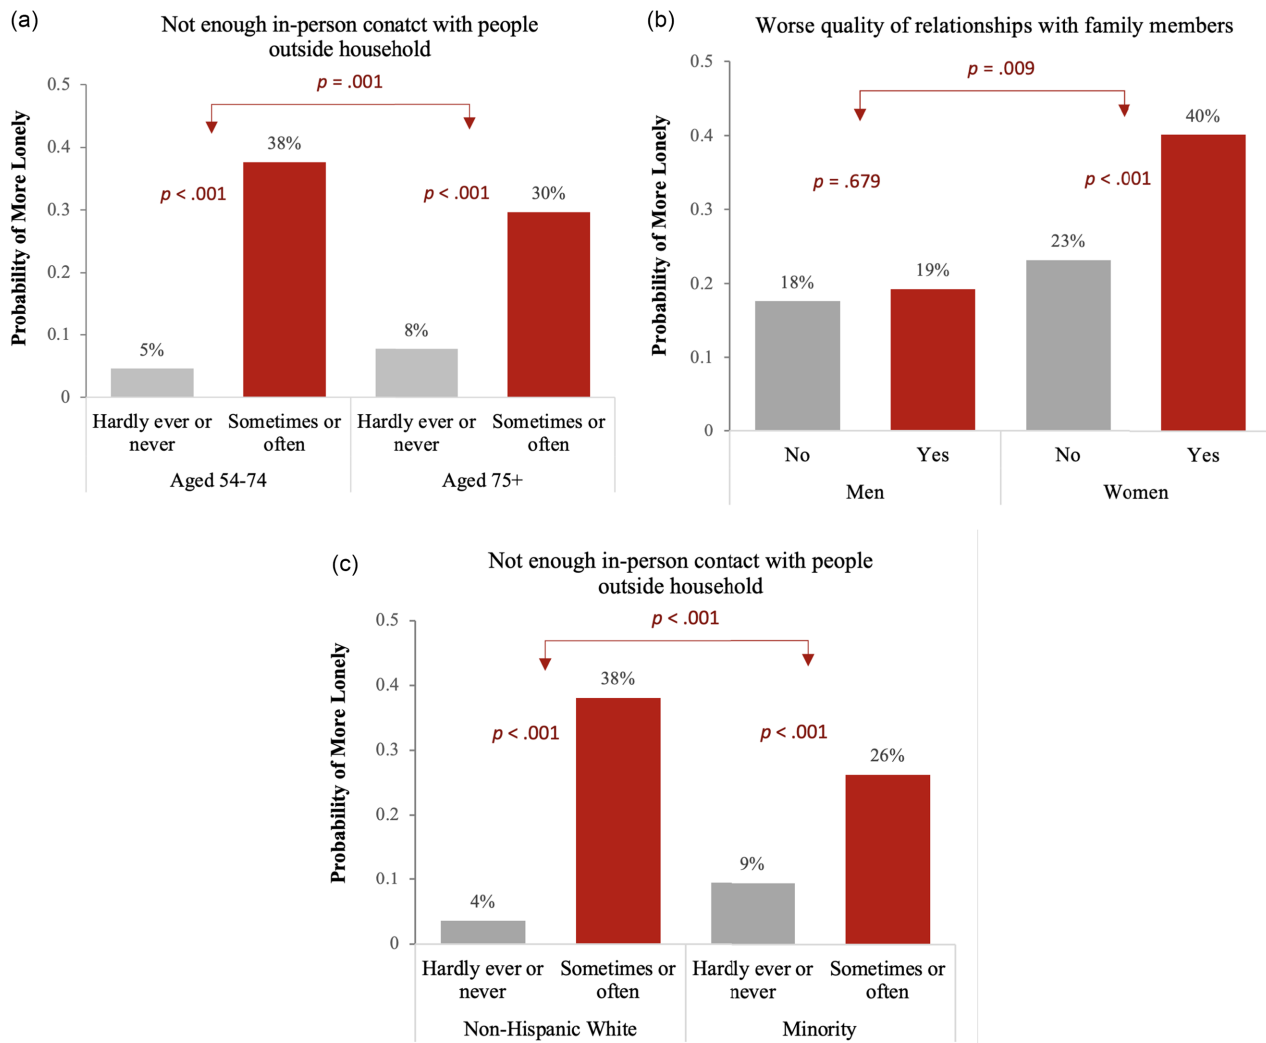 (a)
Not enough in-person conatct with people
outside household
p = .001
Probability of More Lonely
0.5
0.4
0.3
0.2
0.1
0
5%
38%
8%
30%
p < .001
p < .001
Hardly ever or
never
Sometimes or
often
Hardly ever or
never
Sometimes or
often
Aged 54-74
Aged 75+
(b)
Worse quality of relationships with family members
p = .009
Probability of More Lonely
0.5
0.4
0.3
0.2
0.1
0
18%
19%
23%
40%
p = .679
p < .001
No
Yes
No
Yes
Men
Women
(c)
Not enough in-person contact with people
outside household
p < .001
Probability of More Lonely
0.5
0.4
0.3
0.2
0.1
0
4%
38%
9%
26%
p < .001
p < .001
Hardly ever or
never
Sometimes or
often
Hardly ever or
never
Sometimes or
often
Non-Hispanic White
Minority